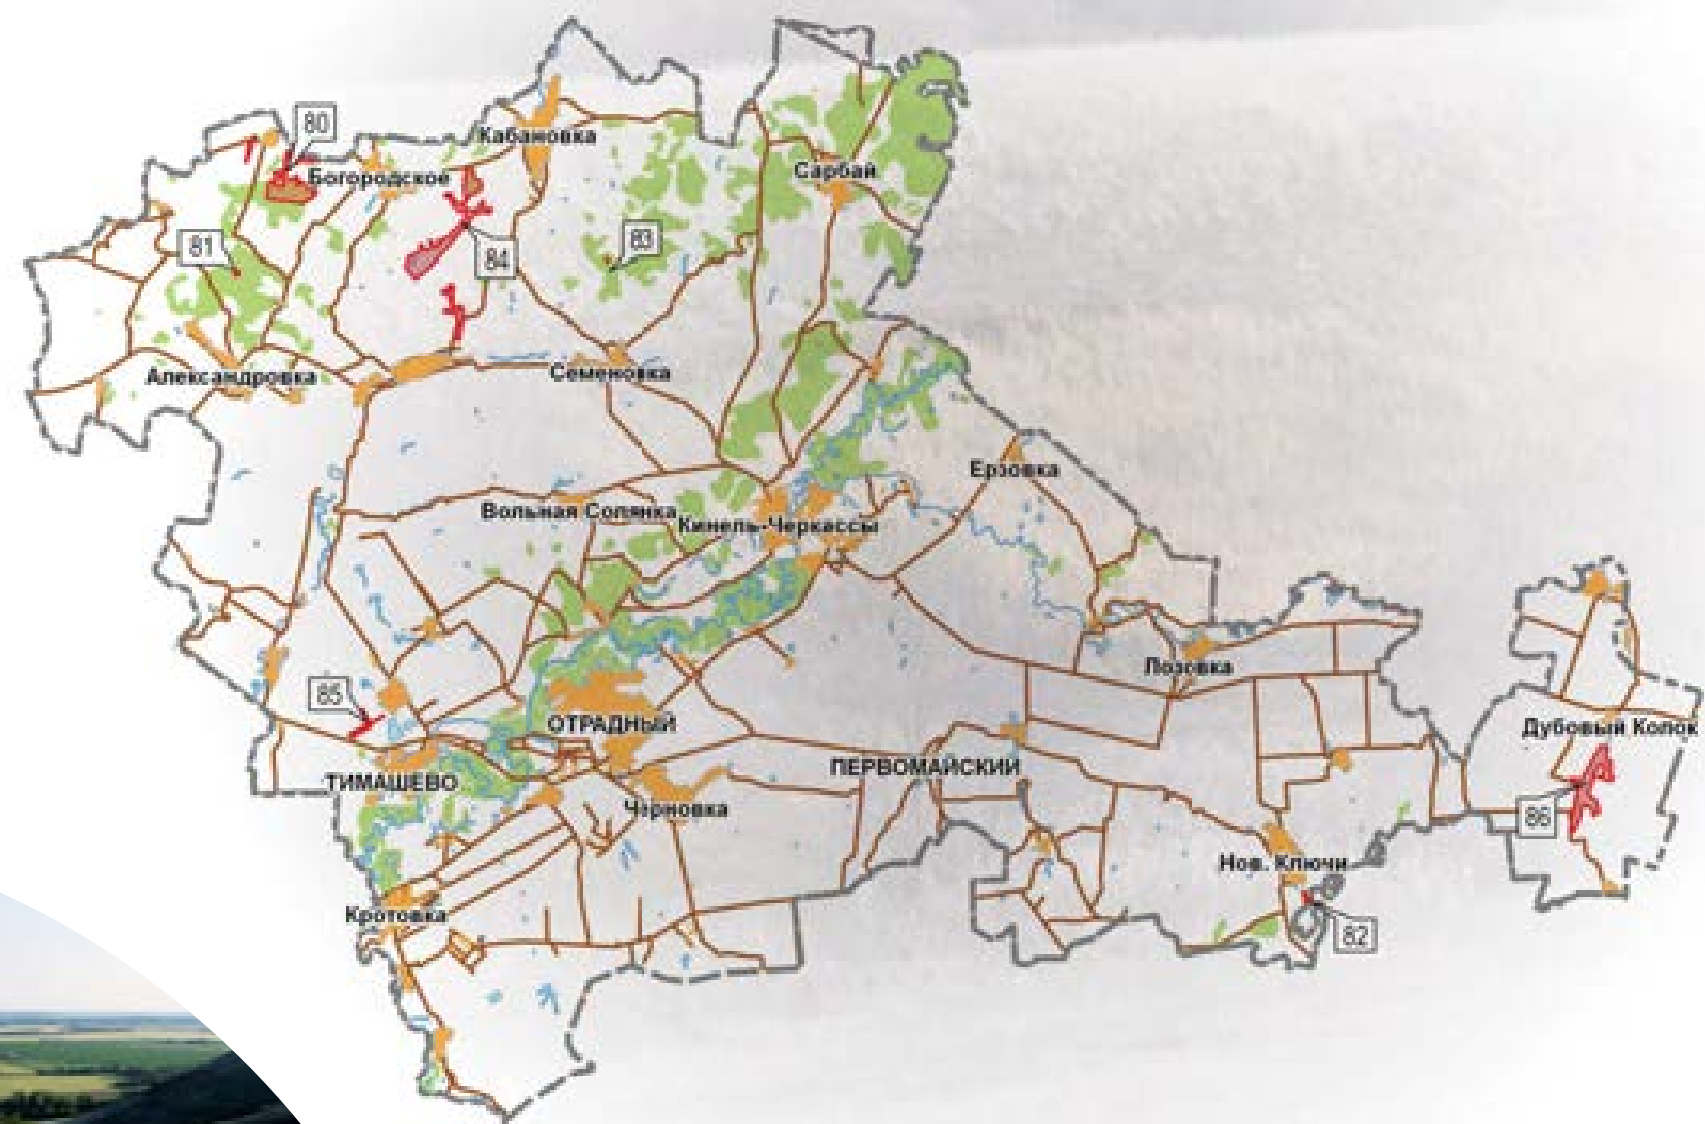 80
Кабановка
Богородское
Сарбай
81
83
84
Александровка
Семеновка
Ерзовка
Вольная Солянка
Кинель-Черкассы
Лозовка
85
ОТРАДНЫЙ
Дубовый Колок
ПЕРВОМАЙСКИЙ
ТИМАШЕВО
Черновка
86
Нов. Ключи
Кротовка
82